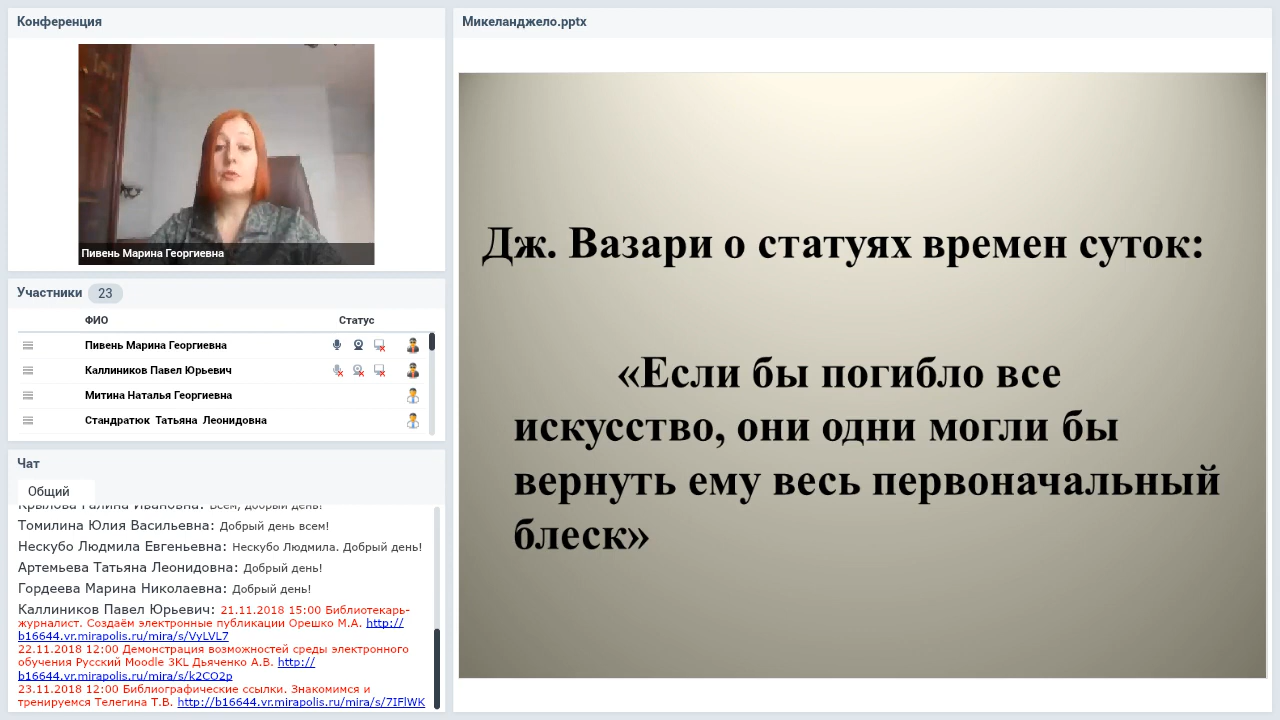 Конференция
Пивень Марина Георгиевна
Участники 23
ФИО Статус
Пивень Марина Георгиевна
Каллиников Павел Юрьевич
Митина Наталья Георгиевна
Стандратюк Татьяна Леонидовна
Чат
Общий
Крылова Галина Ивановна: Всем, добрый день!
Томилина Юлия Васильевна: Добрый день всем!
Нескубо Людмила Евгеньевна: Нескубо Людмила. Добрый день!
Артемьева Татьяна Леонидовна: Добрый день!
Гордеева Марина Николаевна: Добрый день!
Каллиников Павел Юрьевич: 21.11.2018 15:00 Библиотекарь-
журналист. Создаём электронные публикации Орешко М.А. http://
b16644.vr.mirapolis.ru/mira/s/VyLVL7
22.11.2018 12:00 Демонстрация возможностей среды электронного
обучения Русский Moodle 3KL Дьяченко А.В. http://
b16644.vr.mirapolis.ru/mira/s/k2CO2p
23.11.2018 12:00 Библиографические ссылки. Знакомимся и
тренируемся Телегина Т.В. http://b16644.vr.mirapolis.ru/mira/s/7IFlWK
Микеланджело.pptx
Дж. Вазари о статуях времен суток:
«Если бы погибло все
искусство, они одни могли бы
вернуть ему весь первоначальный
блеск»